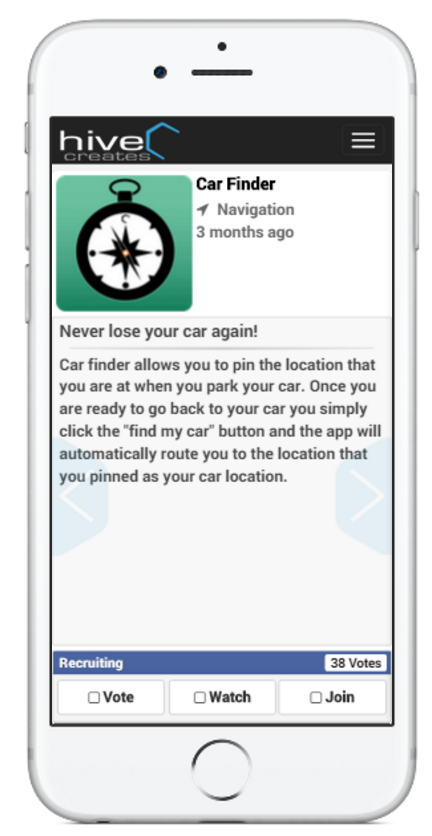 hive
creates
Car Finder
Navigation
3 months ago
Never lose your car again!
Car finder allows you to pin the location that
you are at when you park your car. Once you
are ready to go back to your car you simply
click the "find my car" button and the app will
automatically route you to the location that
you pinned as your car location.
Recruiting 38 Votes
Vote Watch Join